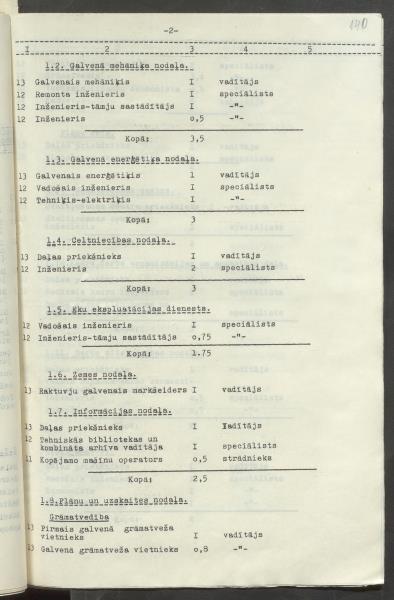 140
-2-
1 2 3 4 5
1.2. Galvenā mehāniķa nodaļa.
13 Galvenais mehāniķis I vadītājs
12 Remonta inženieris I speciālists
12 Inženieris-tāmju sastādītājs I -"-
12 Inženieris o,5 -"-
Kopā: 3,5
1.3. Galvenā enerģētiķa nodaļa.
13 Galvenais enerģētiķis 1 vadītājs
12 Vadošais inženieris I speciālists
12 Tehniķis-elektriķis I -"-
Kopā: 3
1.4. Celtniecības nodaļa.
13 Daļas priekšnieks I vadītājs
12 Inženieris 2 speciālists
Kopā: 3
1.5. Ēku ekspluatācijas dienests.
12 Vadošais inženieris I speciālists
12 Inženieris-tāmju sastādītājs o,75 -"-
Kopā: 1.75
1.6. Zemes nodaļa.
13 Raktuvju galvenais markšeiders I vadītājs
1.7. Informācijas nodaļa.
13 Daļas priekšnieks I vadītājs
12 Tehniskās bibliotekas un
kombināta arhīva vadītāja I speciālists
11 Kopējamo mašīnu operators o,5 strādnieks
Kopā: 2,5
1.8.Plānu un uzskaites nodaļa.
Grāmatvedība
13 Pirmais galvenā grāmatveža
vietnieks I vadītājs
13 Galvenā grāmatveža vietnieks o,8 -"-